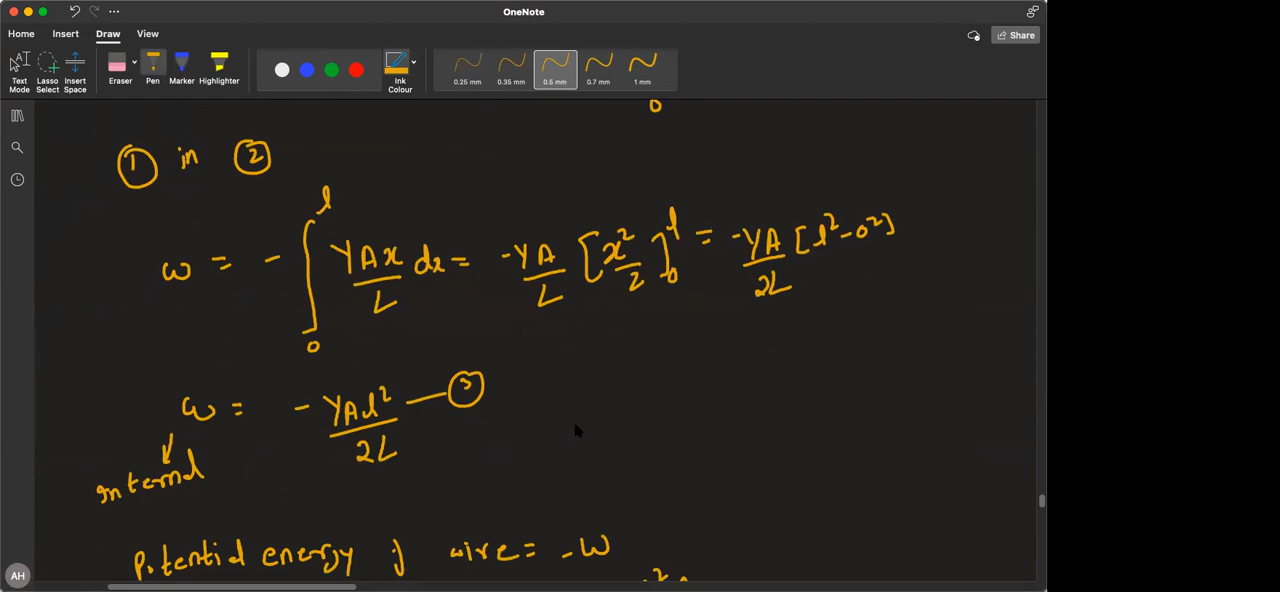 OneNote
Home Insert Draw View
Share
Text Mode
Lasso Select
Insert Space
Eraser
Pen
Marker
Highlighter
Ink Colour
0.25 mm
0.35 mm
0.5 mm
0.7 mm
1 mm
0
① in ②
W = - ∫₀ˡ YAx/L dx = -YA/L [x²/2]₀ˡ = -YA/2L [l² - 0²]
W = - YAl²/2L — ③
Internal
Potential energy of wire = -W
AH